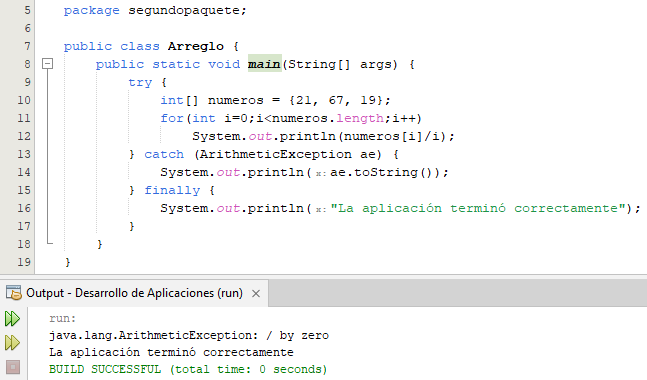 5 package segundopaquete;
6
7 public class Arreglo {
8 public static void main(String[] args) {
9 try {
10 int[] numeros = {21, 67, 19};
11 for(int i=0;i<numeros.length;i++)
12 System.out.println(numeros[i]/i);
13 } catch (ArithmeticException ae) {
14 System.out.println(x: ae.toString());
15 } finally {
16 System.out.println(x: "La aplicación terminó correctamente");
17 }
18 }
19 }
Output - Desarrollo de Aplicaciones (run) ×
run:
java.lang.ArithmeticException: / by zero
La aplicación terminó correctamente
BUILD SUCCESSFUL (total time: 0 seconds)